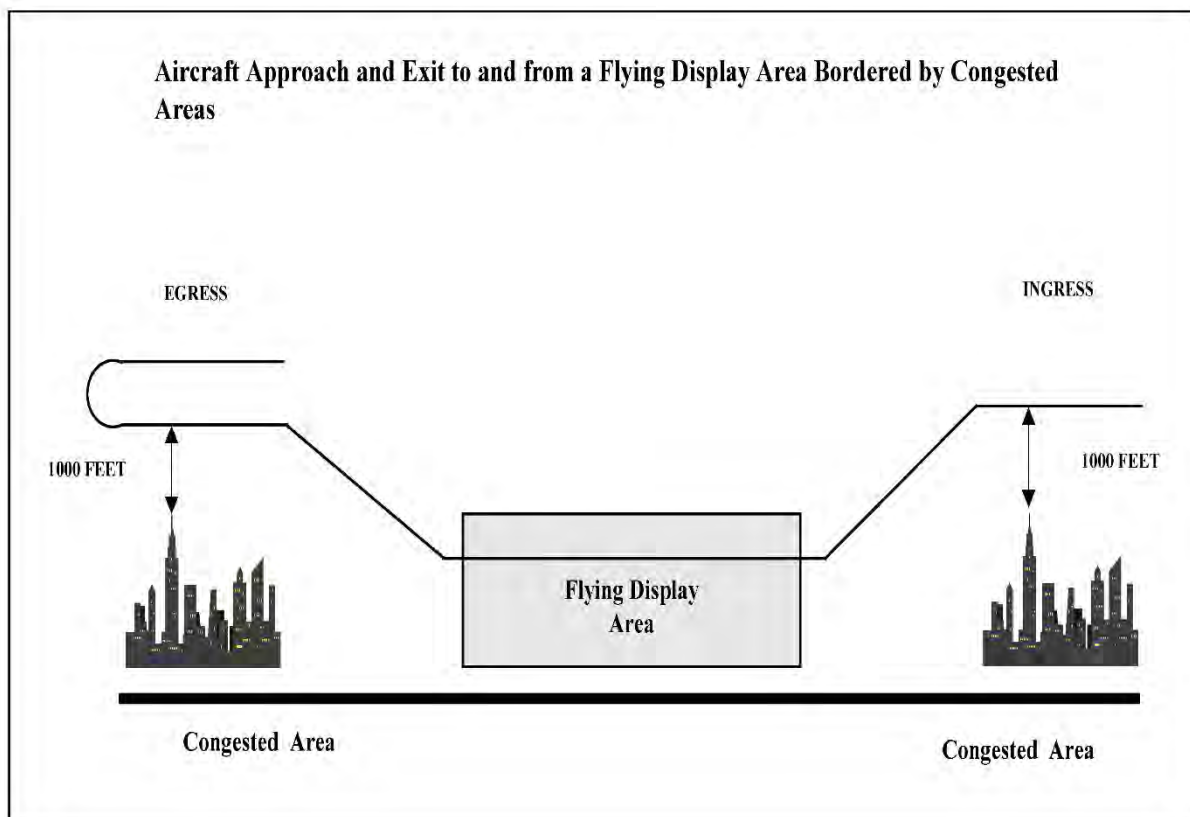 Aircraft Approach and Exit to and from a Flying Display Area Bordered by Congested
Areas
EGRESS
INGRESS
1000 FEET
1000 FEET
Flying Display
Area
Congested Area
Congested Area